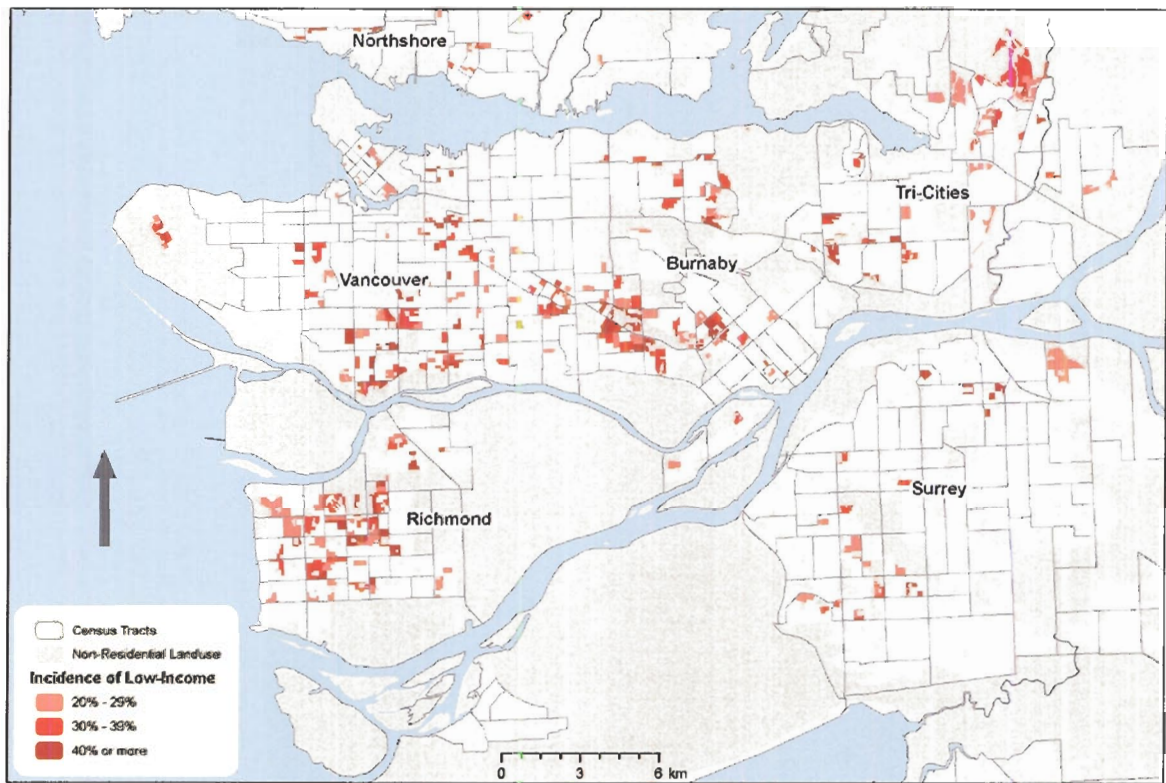 Northshore
Tri-Cities
Burnaby
Vancouver
Surrey
Richmond
Census Tracts
Non-Residential Landuse
Incidence of Low-Income
20% - 29%
30% - 39%
40% or more
0 3 6 km